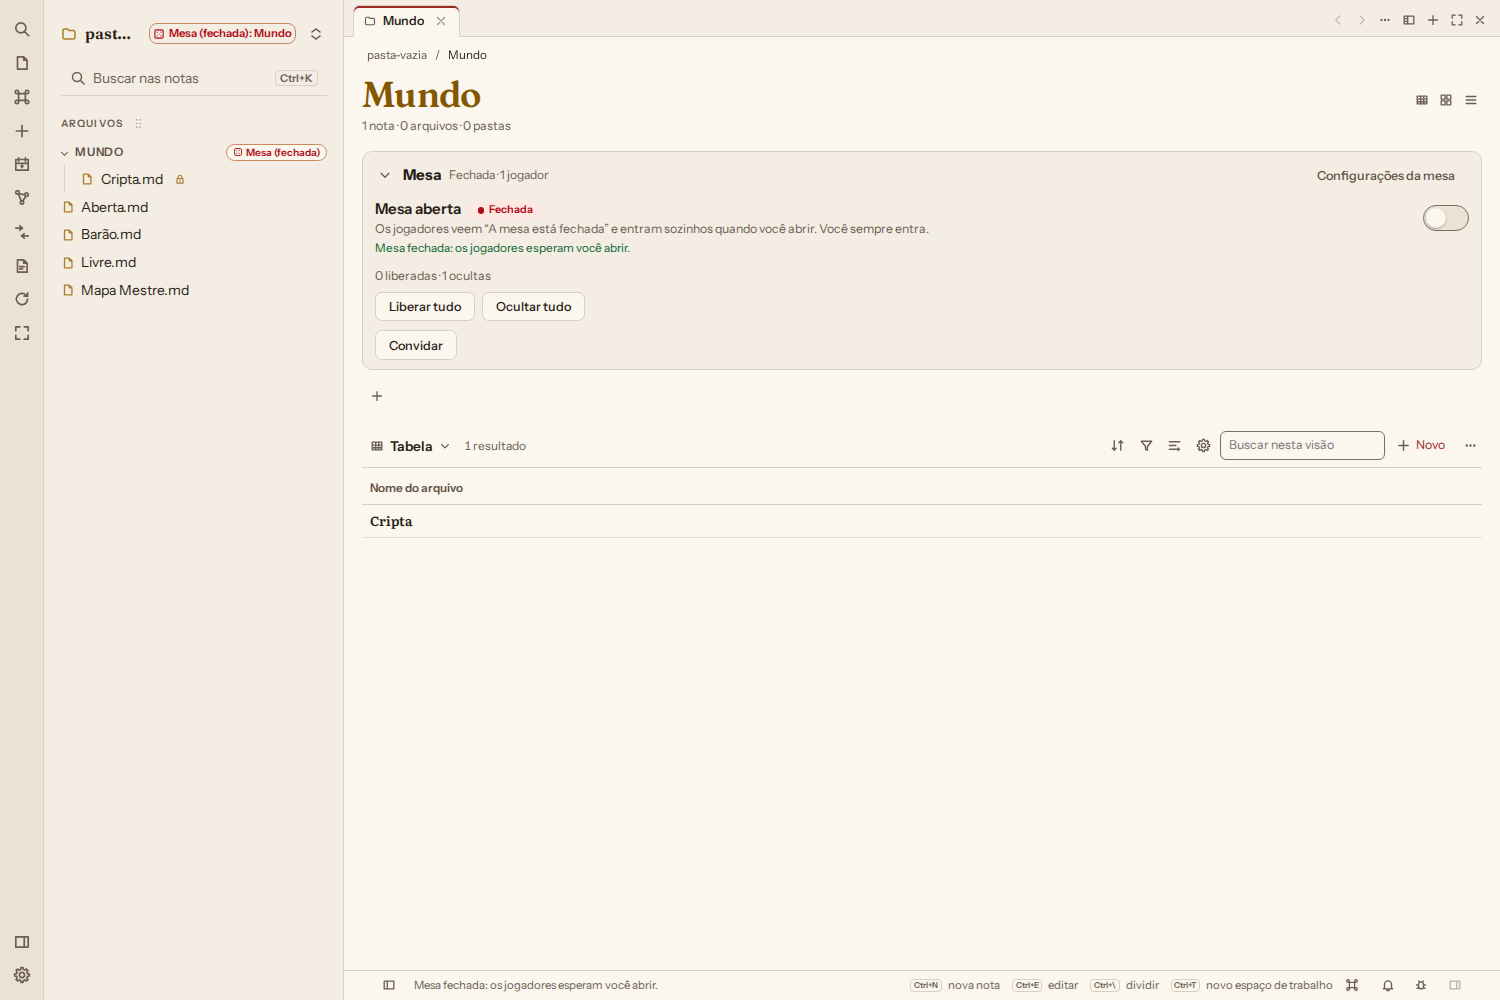 past...
Mesa (fechada): Mundo
Buscar nas notas
Ctrl+K
ARQUIVOS
MUNDO
Mesa (fechada)
Cripta.md
Aberta.md
Barão.md
Livre.md
Mapa Mestre.md
Mundo
pasta-vazia / Mundo
Mundo
1 nota·0 arquivos·0 pastas
Mesa Fechada·1 jogador
Configurações da mesa
Mesa aberta Fechada
Os jogadores veem “A mesa está fechada” e entram sozinhos quando você abrir. Você sempre entra.
Mesa fechada: os jogadores esperam você abrir.
0 liberadas·1 ocultas
Liberar tudo Ocultar tudo
Convidar
Tabela 1 resultado
Buscar nesta visão
Novo
Nome do arquivo
Cripta
Mesa fechada: os jogadores esperam você abrir.
Ctrl+N nova nota Ctrl+E editar Ctrl+\ dividir Ctrl+T novo espaço de trabalho